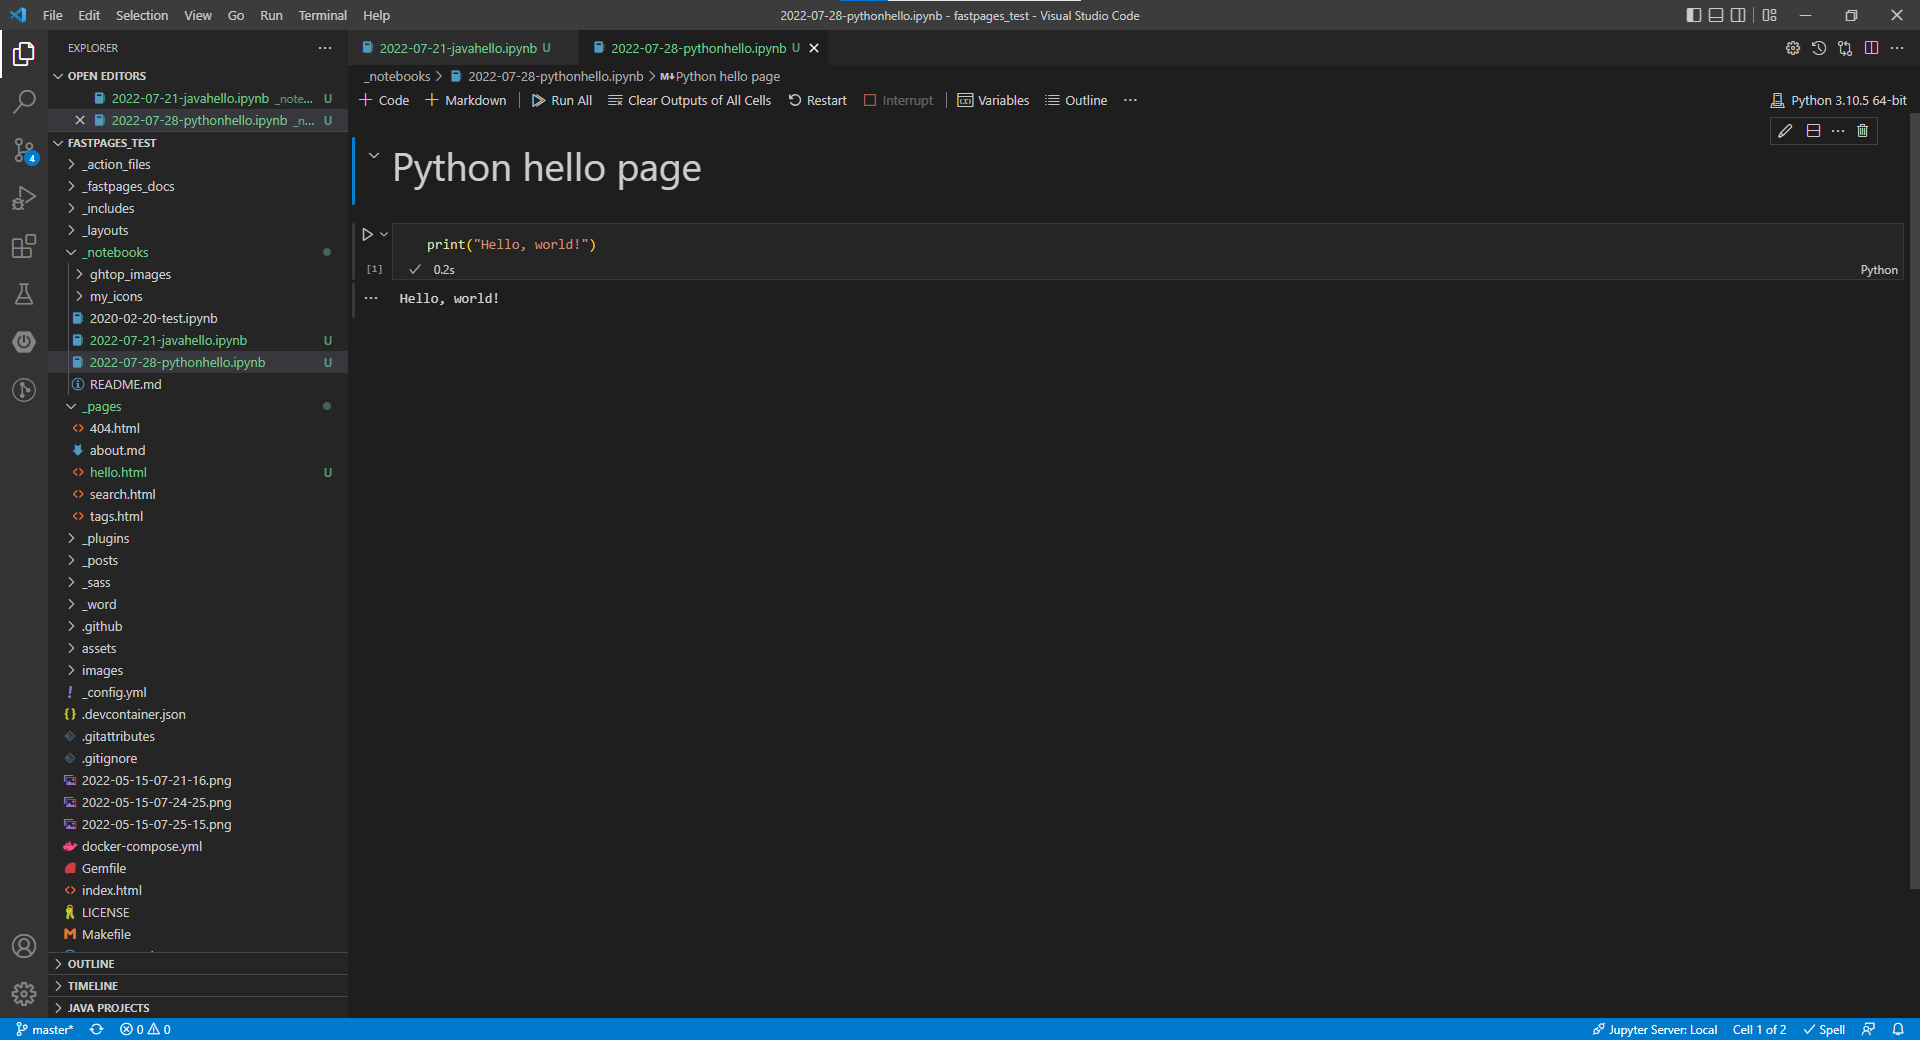 File Edit Selection View Go Run Terminal Help
2022-07-28-pythonhello.ipynb - fastpages_test - Visual Studio Code
EXPLORER
OPEN EDITORS
2022-07-21-javahello.ipynb _note... U
2022-07-28-pythonhello.ipynb _n... U
FASTPAGES_TEST
_action_files
_fastpages_docs
_includes
_layouts
_notebooks
ghtop_images
my_icons
2020-02-20-test.ipynb
2022-07-21-javahello.ipynb U
2022-07-28-pythonhello.ipynb U
README.md
_pages
404.html
about.md
hello.html U
search.html
tags.html
_plugins
_posts
_sass
_word
.github
assets
images
_config.yml
.devcontainer.json
.gitattributes
.gitignore
2022-05-15-07-21-16.png
2022-05-15-07-24-25.png
2022-05-15-07-25-15.png
docker-compose.yml
Gemfile
index.html
LICENSE
Makefile
OUTLINE
TIMELINE
JAVA PROJECTS
4
2022-07-21-javahello.ipynb U
2022-07-28-pythonhello.ipynb U
_notebooks > 2022-07-28-pythonhello.ipynb > Python hello page
Code Markdown Run All Clear Outputs of All Cells Restart Interrupt Variables Outline ...
Python 3.10.5 64-bit
Python hello page
print("Hello, world!")
[1] 0.2s
Python
Hello, world!
master* 0 0
Jupyter Server: Local Cell 1 of 2 Spell